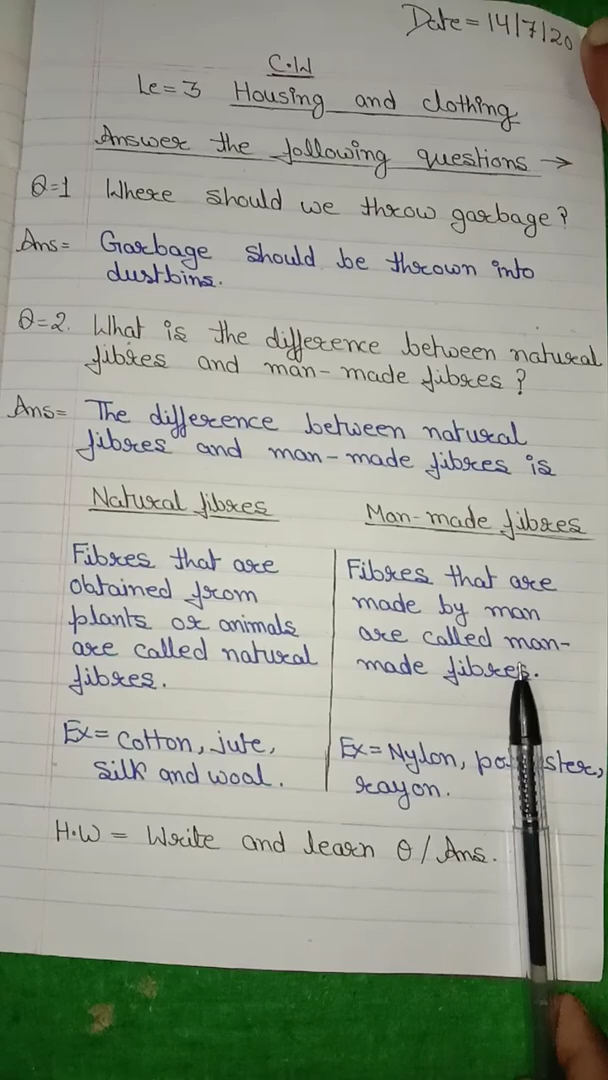 Date = 14/7/20
C.W
Le = 3 Housing and clothing
Answer the following questions →
Q=1 Where should we throw garbage?
Ans= Garbage should be thrown into
dustbins.
Q=2. What is the difference between natural
fibres and man-made fibres?
Ans= The difference between natural
fibres and man-made fibres is
Natural fibres
Fibres that are
obtained from
plants or animals
are called natural
fibres.
Ex= Cotton, jute,
silk and woal.
Man-made fibres
Fibres that are
made by man
are called man-
made fibres.
Ex= Nylon,
rayon.
H.W = Write and learn Q/Ans.